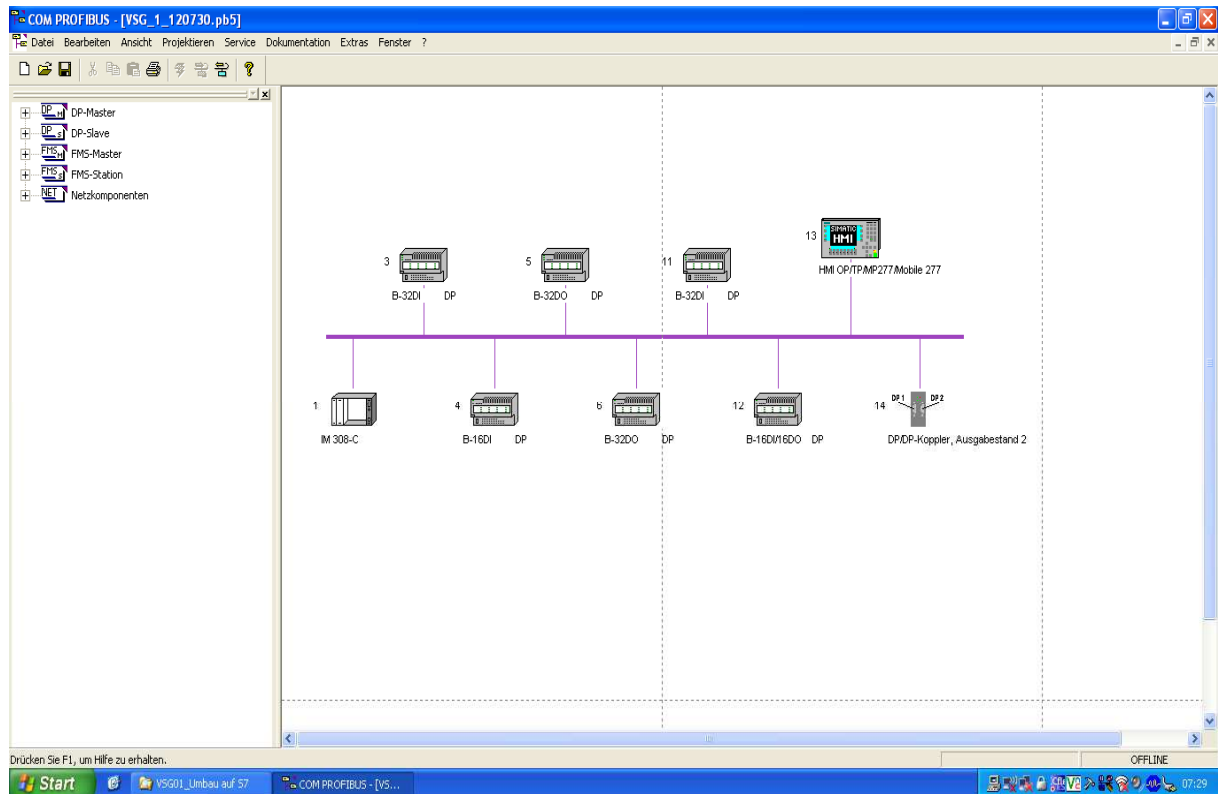 COM PROFIBUS - [VSG_1_120730.pb5]
Datei Bearbeiten Ansicht Projektieren Service Dokumentation Extras Fenster ?
DP-Master
DP-Slave
FMS-Master
FMS-Station
Netzkomponenten
3
B-32DI DP
5
B-32DO DP
11
B-32DI DP
13
SIMATIC
HMI
HMI OP/TP/MP277/Mobile 277
1
IM 308-C
4
B-16DI DP
6
B-32DO DP
12
B-16DI/16DO DP
14
DP1 DP2
DP/DP-Koppler, Ausgabestand 2
Drücken Sie F1, um Hilfe zu erhalten.
OFFLINE
Start
VSG01_Umbau auf S7
COM PROFIBUS - [VS...
07:29